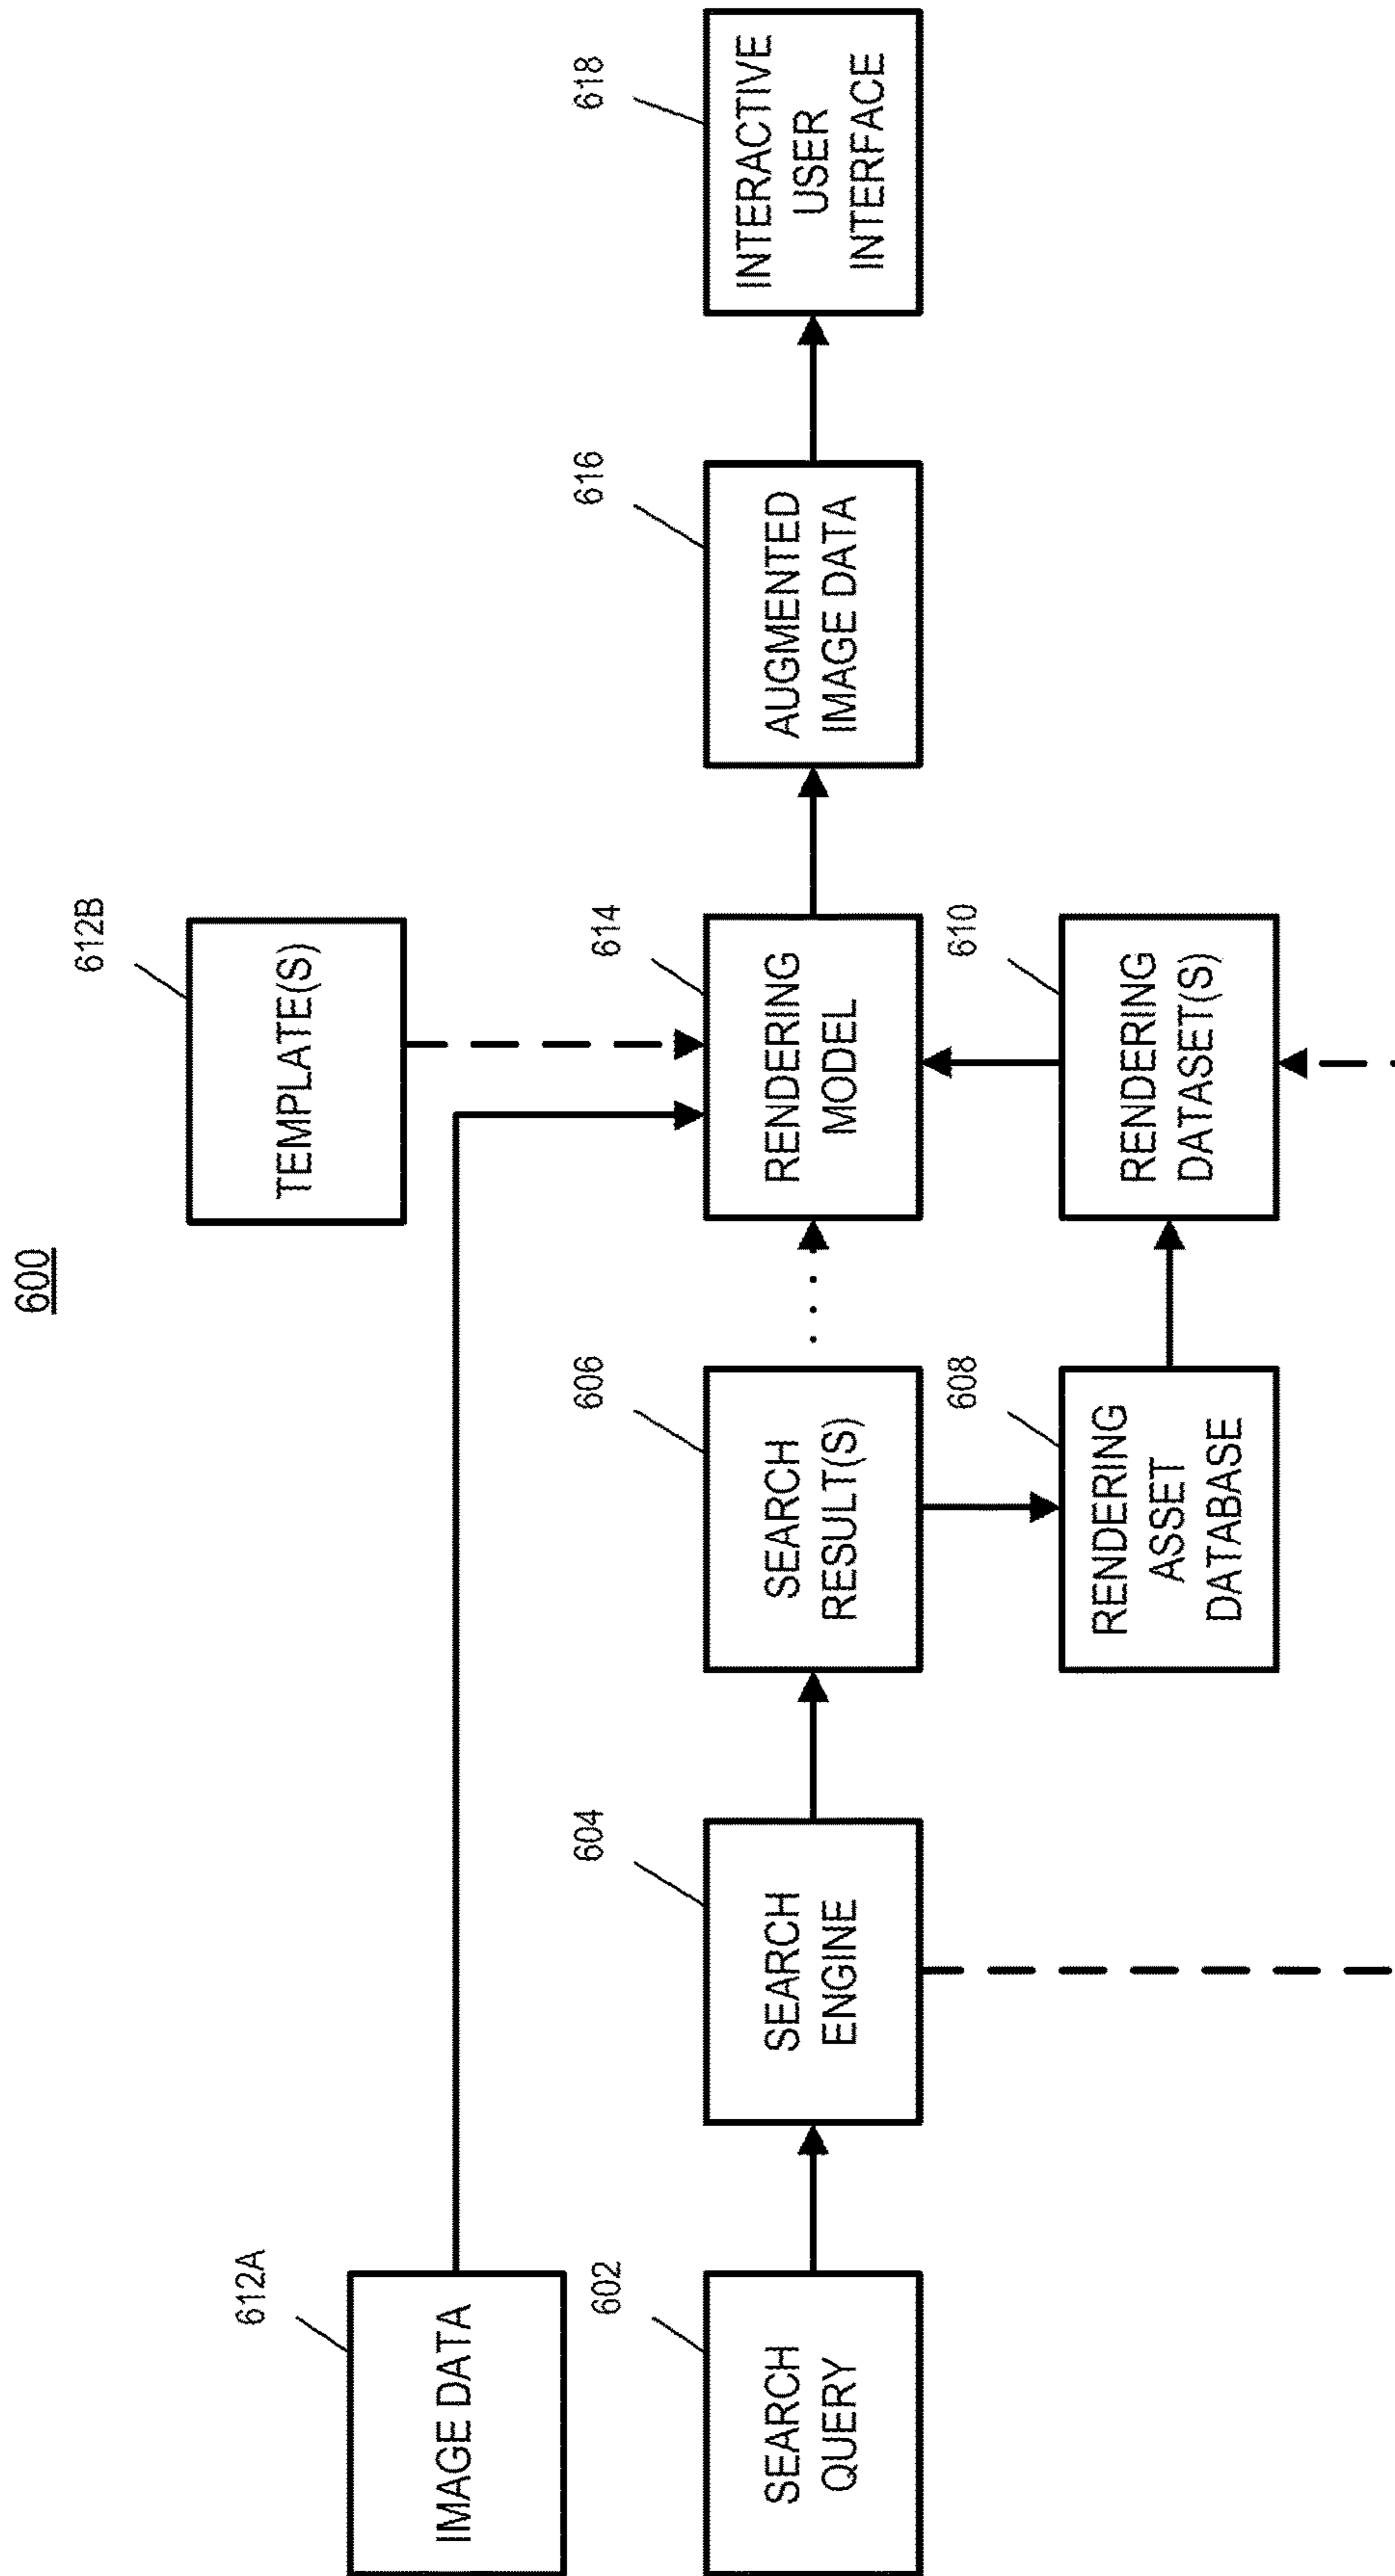 600
612B
TEMPLATE(S)
612A
IMAGE DATA
602
SEARCH
QUERY
604
SEARCH
ENGINE
606
SEARCH
RESULT(S)
614
RENDERING
MODEL
616
AUGMENTED
IMAGE DATA
618
INTERACTIVE
USER
INTERFACE
608
RENDERING
ASSET
DATABASE
610
RENDERING
DATASET(S)